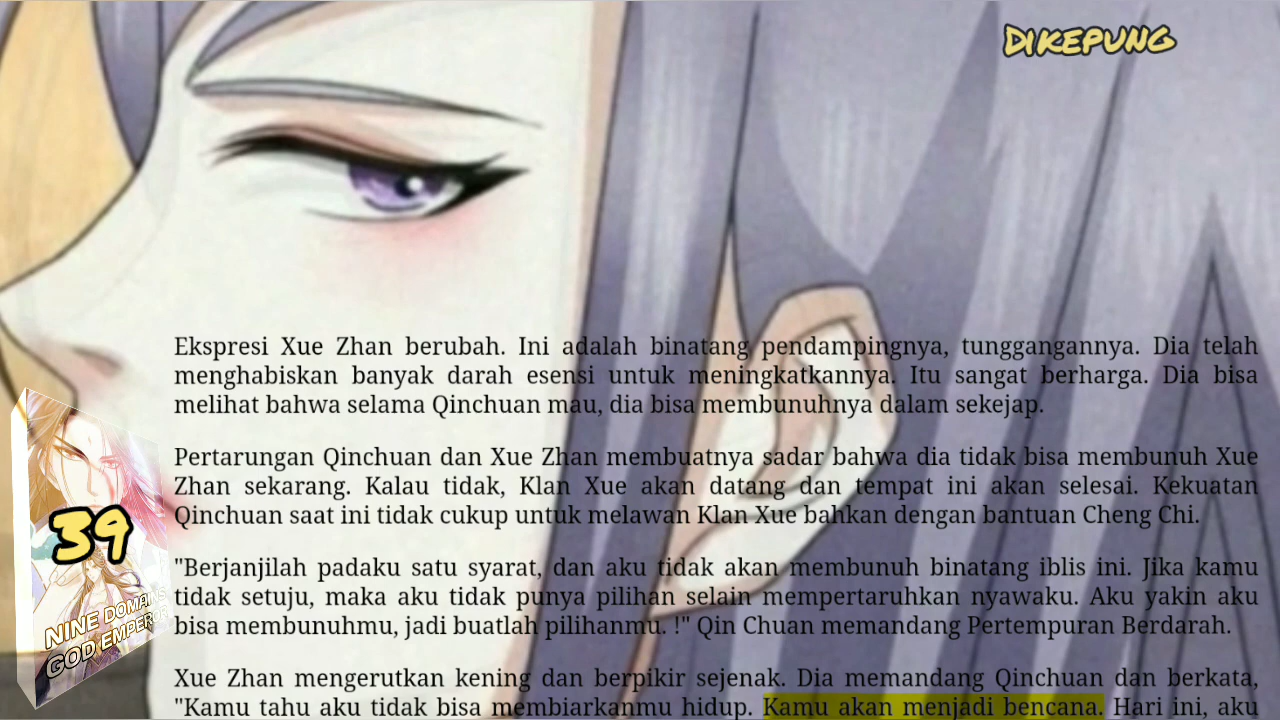 DIKEPUNG
Ekspresi Xue Zhan berubah. Ini adalah binatang pendampingnya, tunggangannya. Dia telah
menghabiskan banyak darah esensi untuk meningkatkannya. Itu sangat berharga. Dia bisa
melihat bahwa selama Qinchuan mau, dia bisa membunuhnya dalam sekejap.
Pertarungan Qinchuan dan Xue Zhan membuatnya sadar bahwa dia tidak bisa membunuh Xue
Zhan sekarang. Kalau tidak, Klan Xue akan datang dan tempat ini akan selesai. Kekuatan
Qinchuan saat ini tidak cukup untuk melawan Klan Xue bahkan dengan bantuan Cheng Chi.
"Berjanjilah padaku satu syarat, dan aku tidak akan membunuh binatang iblis ini. Jika kamu
tidak setuju, maka aku tidak punya pilihan selain mempertaruhkan nyawaku. Aku yakin aku
bisa membunuhmu, jadi buatlah pilihanmu. !" Qin Chuan memandang Pertempuran Berdarah.
Xue Zhan mengerutkan kening dan berpikir sejenak. Dia memandang Qinchuan dan berkata,
"Kamu tahu aku tidak bisa membiarkanmu hidup. Kamu akan menjadi bencana. Hari ini, aku
39
NINE DOMAINS
GOD EMPEROR